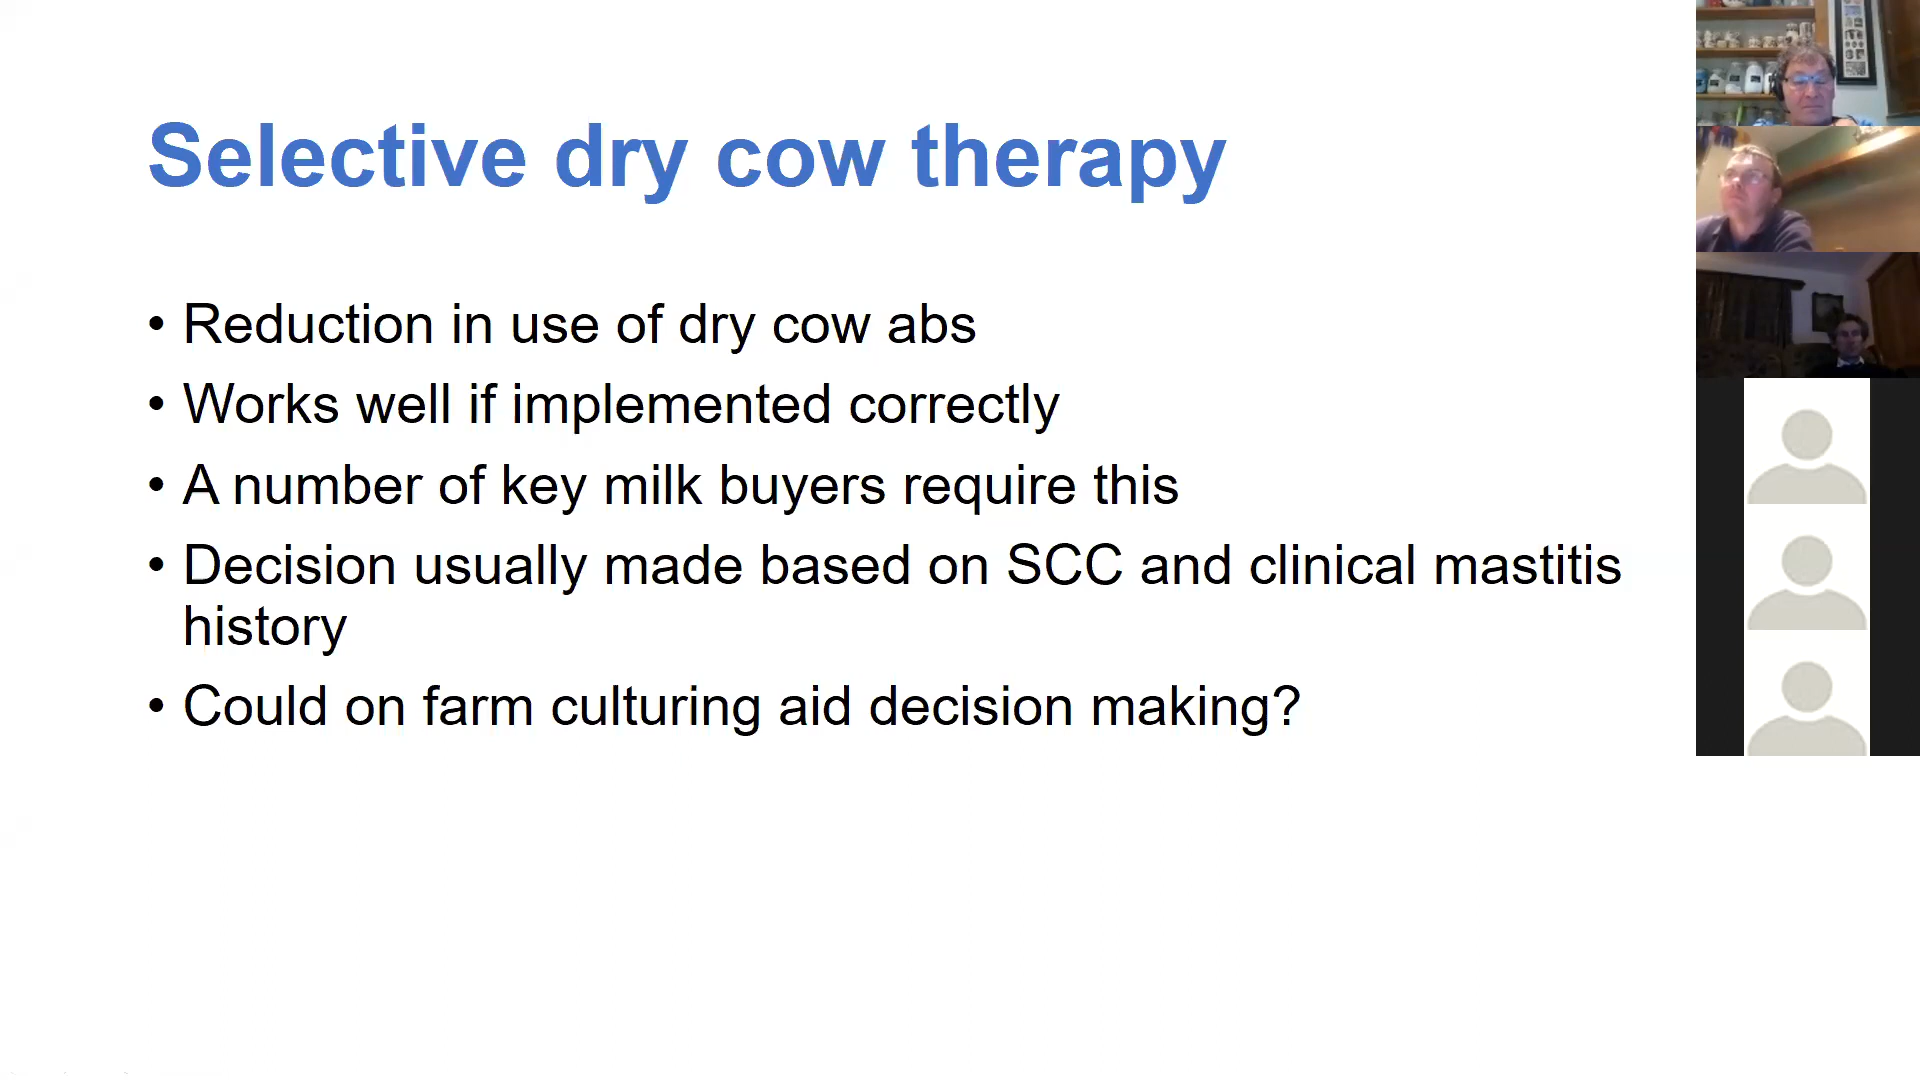 Selective dry cow therapy
• Reduction in use of dry cow abs
• Works well if implemented correctly
• A number of key milk buyers require this
• Decision usually made based on SCC and clinical mastitis
history
• Could on farm culturing aid decision making?